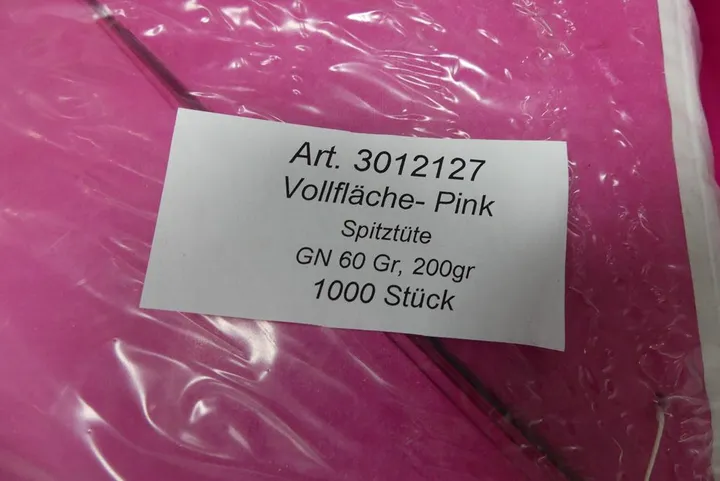 Art. 3012127
Vollfläche- Pink
Spitztüte
GN 60 Gr, 200gr
1000 Stück